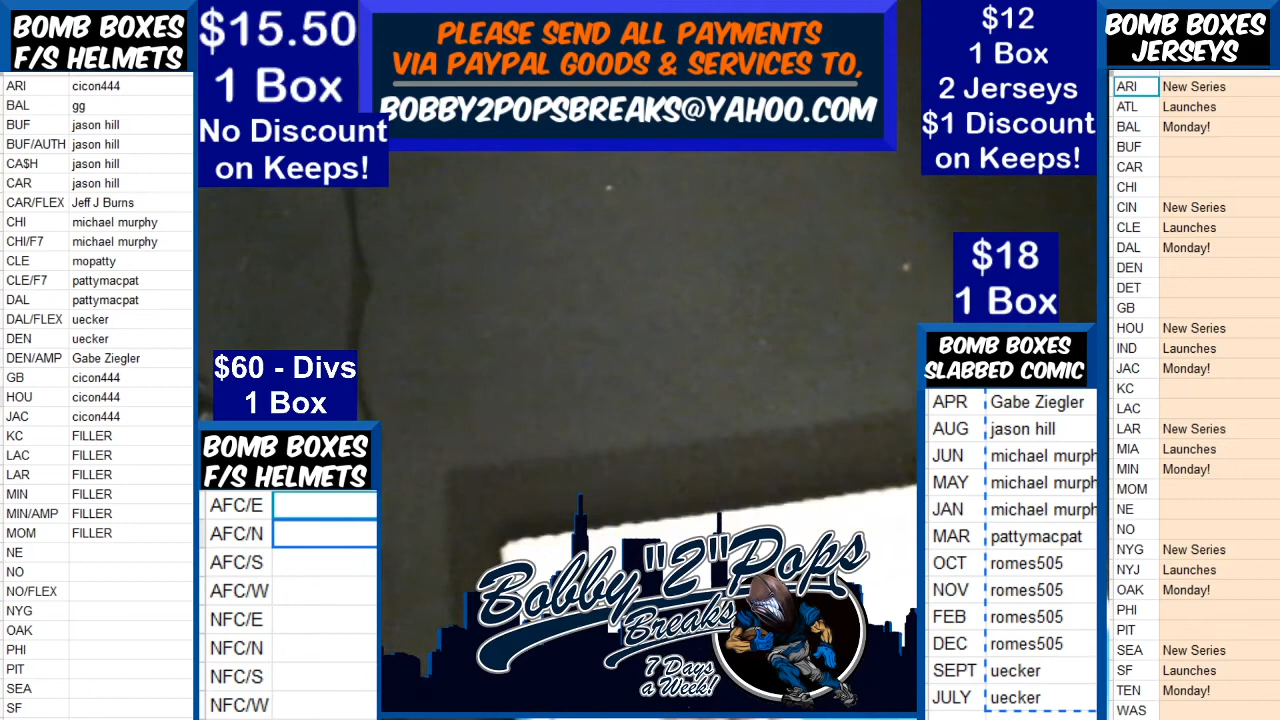 BOMB BOXES
F/S HELMETS
ARI cicon444
BAL gg
BUF jason hill
BUF/AUTH jason hill
CA$H jason hill
CAR jason hill
CAR/FLEX Jeff J Burns
CHI michael murphy
CHI/F7 michael murphy
CLE mopatty
CLE/F7 pattymacpat
DAL pattymacpat
DAL/FLEX uecker
DEN uecker
DEN/AMP Gabe Ziegler
GB cicon444
HOU cicon444
JAC cicon444
KC FILLER
LAC FILLER
LAR FILLER
MIN FILLER
MIN/AMP FILLER
MOM FILLER
NE
NO
NO/FLEX
NYG
OAK
PHI
PIT
SEA
SF
$15.50
1 Box
No Discount
on Keeps!
$60 - Divs
1 Box
BOMB BOXES
F/S HELMETS
AFC/E
AFC/N
AFC/S
AFC/W
NFC/E
NFC/N
NFC/S
NFC/W
PLEASE SEND ALL PAYMENTS
VIA PAYPAL GOODS & SERVICES TO,
BOBBY2POPSBREAKS@YAHOO.COM
Bobby "2" Pops
Breaks
7 Days
a Week!
$12
1 Box
2 Jerseys
$1 Discount
on Keeps!
$18
1 Box
BOMB BOXES
SLABBED COMIC
APR Gabe Ziegler
AUG jason hill
JUN michael murph
MAY michael murph
JAN michael murph
MAR pattymacpat
OCT romes505
NOV romes505
FEB romes505
DEC romes505
SEPT uecker
JULY uecker
BOMB BOXES
JERSEYS
ARI New Series
ATL Launches
BAL Monday!
BUF
CAR
CHI
CIN New Series
CLE Launches
DAL Monday!
DEN
DET
GB
HOU New Series
IND Launches
JAC Monday!
KC
LAC
LAR New Series
MIA Launches
MIN Monday!
MOM
NE
NO
NYG New Series
NYJ Launches
OAK Monday!
PHI
PIT
SEA New Series
SF Launches
TEN Monday!
WAS